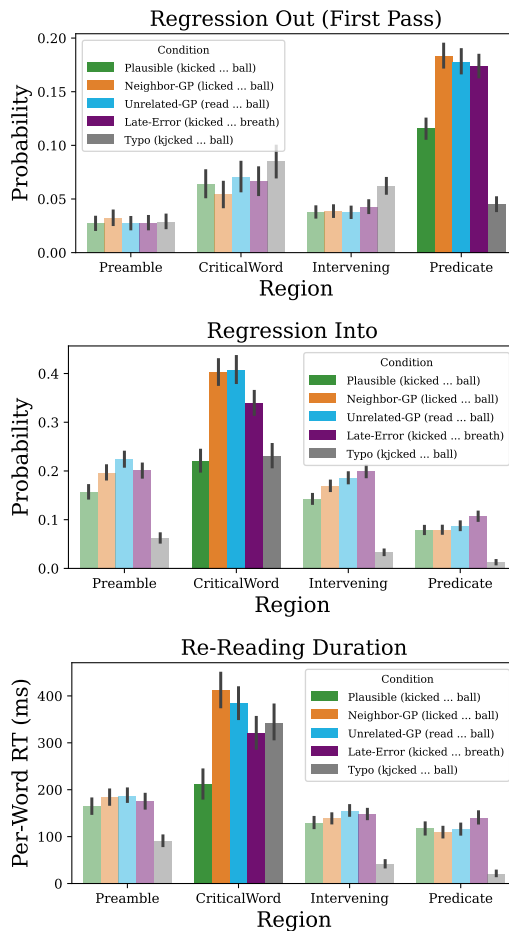 Regression Out (First Pass)
Probability
0.20
0.15
0.10
0.05
0.00
Condition
Plausible (kicked ... ball)
Neighbor-GP (licked ... ball)
Unrelated-GP (read ... ball)
Late-Error (kicked ... breath)
Typo (kjcked ... ball)
Preamble
CriticalWord
Intervening
Predicate
Region
Regression Into
Probability
0.4
0.3
0.2
0.1
0.0
Condition
Plausible (kicked ... ball)
Neighbor-GP (licked ... ball)
Unrelated-GP (read ... ball)
Late-Error (kicked ... breath)
Typo (kjcked ... ball)
Preamble
CriticalWord
Intervening
Predicate
Region
Re-Reading Duration
Per-Word RT (ms)
400
300
200
100
0
Condition
Plausible (kicked ... ball)
Neighbor-GP (licked ... ball)
Unrelated-GP (read ... ball)
Late-Error (kicked ... breath)
Typo (kjcked ... ball)
Preamble
CriticalWord
Intervening
Predicate
Region